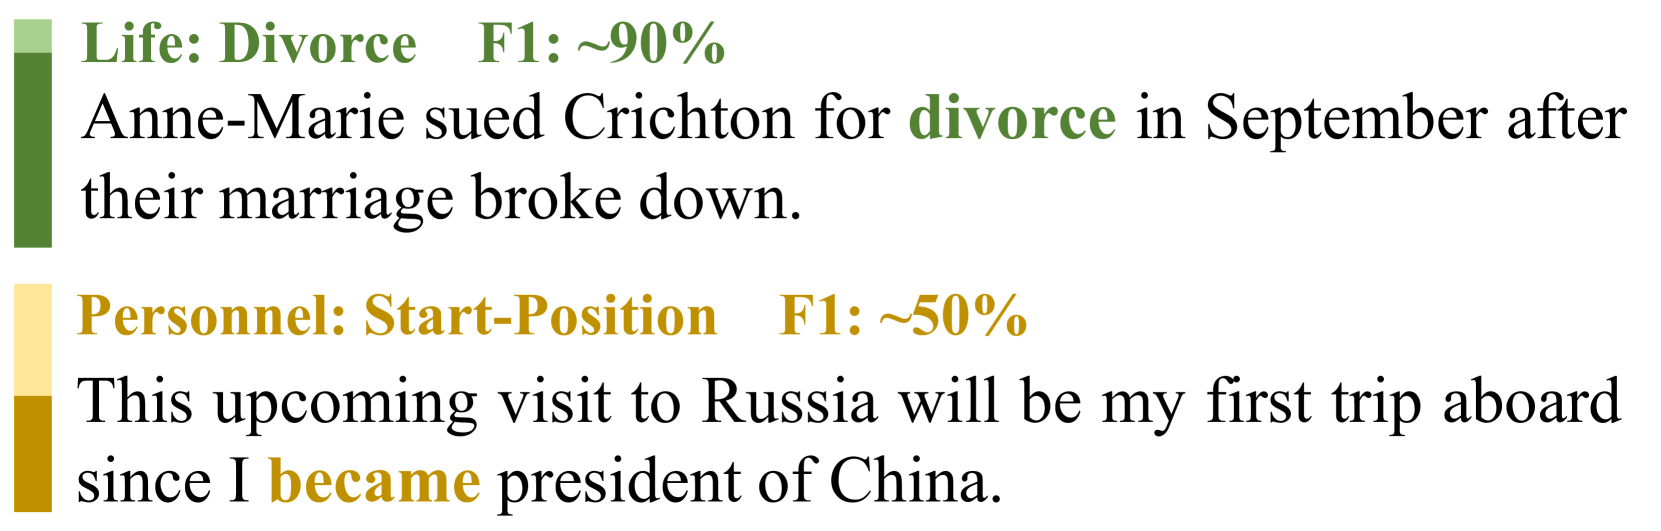 Life: Divorce F1: ~90%
Anne-Marie sued Crichton for divorce in September after
their marriage broke down.
Personnel: Start-Position F1: ~50%
This upcoming visit to Russia will be my first trip aboard
since I became president of China.